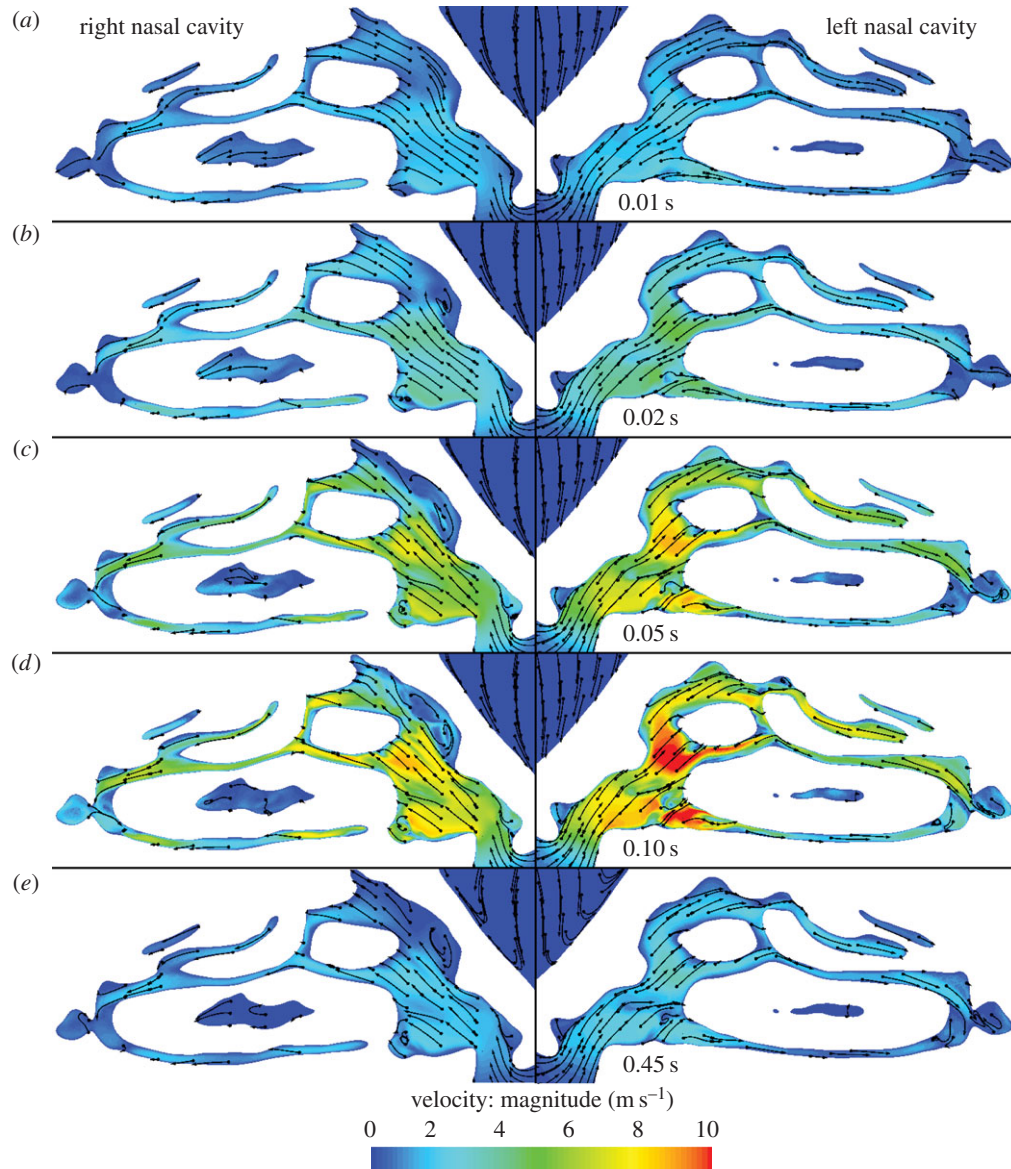 (a)
right nasal cavity
left nasal cavity
0.01 s
(b)
0.02 s
(c)
0.05 s
(d)
0.10 s
(e)
0.45 s
velocity: magnitude (m s⁻¹)
0 2 4 6 8 10